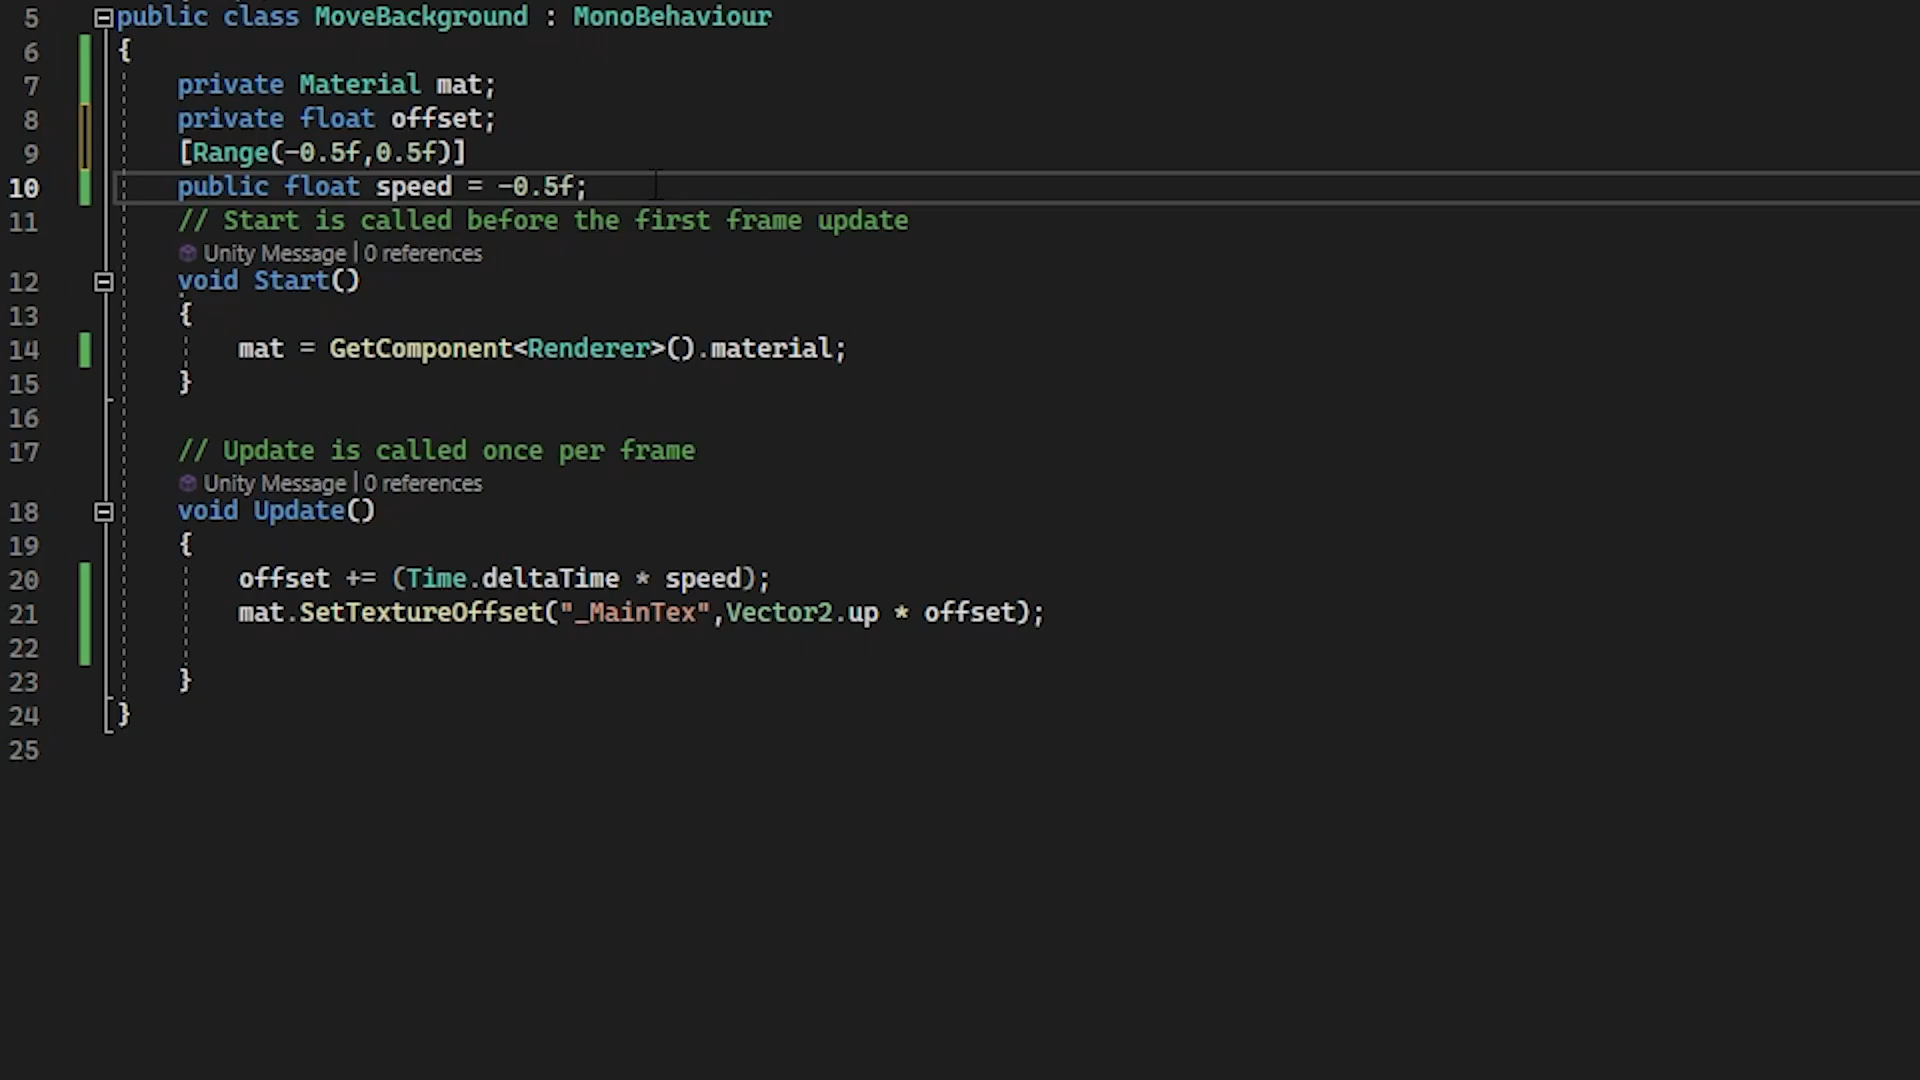 5 public class MoveBackground : MonoBehaviour
6 {
7 private Material mat;
8 private float offset;
9 [Range(-0.5f,0.5f)]
10 public float speed = -0.5f;
11 // Start is called before the first frame update
Unity Message | 0 references
12 void Start()
13 {
14 mat = GetComponent<Renderer>().material;
15 }
16
17 // Update is called once per frame
Unity Message | 0 references
18 void Update()
19 {
20 offset += (Time.deltaTime * speed);
21 mat.SetTextureOffset("_MainTex",Vector2.up * offset);
22
23 }
24 }
25